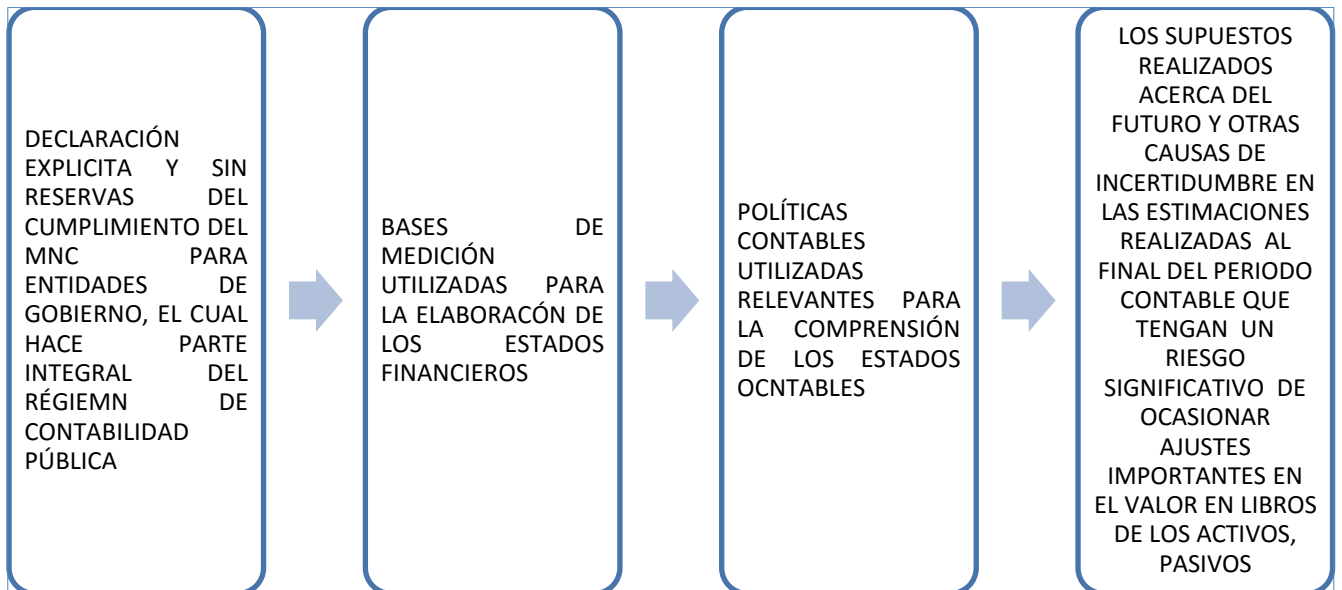 DECLARACIÓN
EXPLICITA Y SIN
RESERVAS DEL
CUMPLIMIENTO DEL
MNC PARA
ENTIDADES DE
GOBIERNO, EL CUAL
HACE PARTE
INTEGRAL DEL
RÉGIEMN DE
CONTABILIDAD
PÚBLICA
BASES DE
MEDICIÓN
UTILIZADAS PARA
LA ELABORACÓN DE
LOS ESTADOS
FINANCIEROS
POLÍTICAS
CONTABLES
UTILIZADAS
RELEVANTES PARA
LA COMPRENSIÓN
DE LOS ESTADOS
OCNTABLES
LOS SUPUESTOS
REALIZADOS
ACERCA DEL
FUTURO Y OTRAS
CAUSAS DE
INCERTIDUMBRE EN
LAS ESTIMACIONES
REALIZADAS AL
FINAL DEL PERIODO
CONTABLE QUE
TENGAN UN
RIESGO
SIGNIFICATIVO DE
OCASIONAR
AJUSTES
IMPORTANTES EN
EL VALOR EN LIBROS
DE LOS ACTIVOS,
PASIVOS